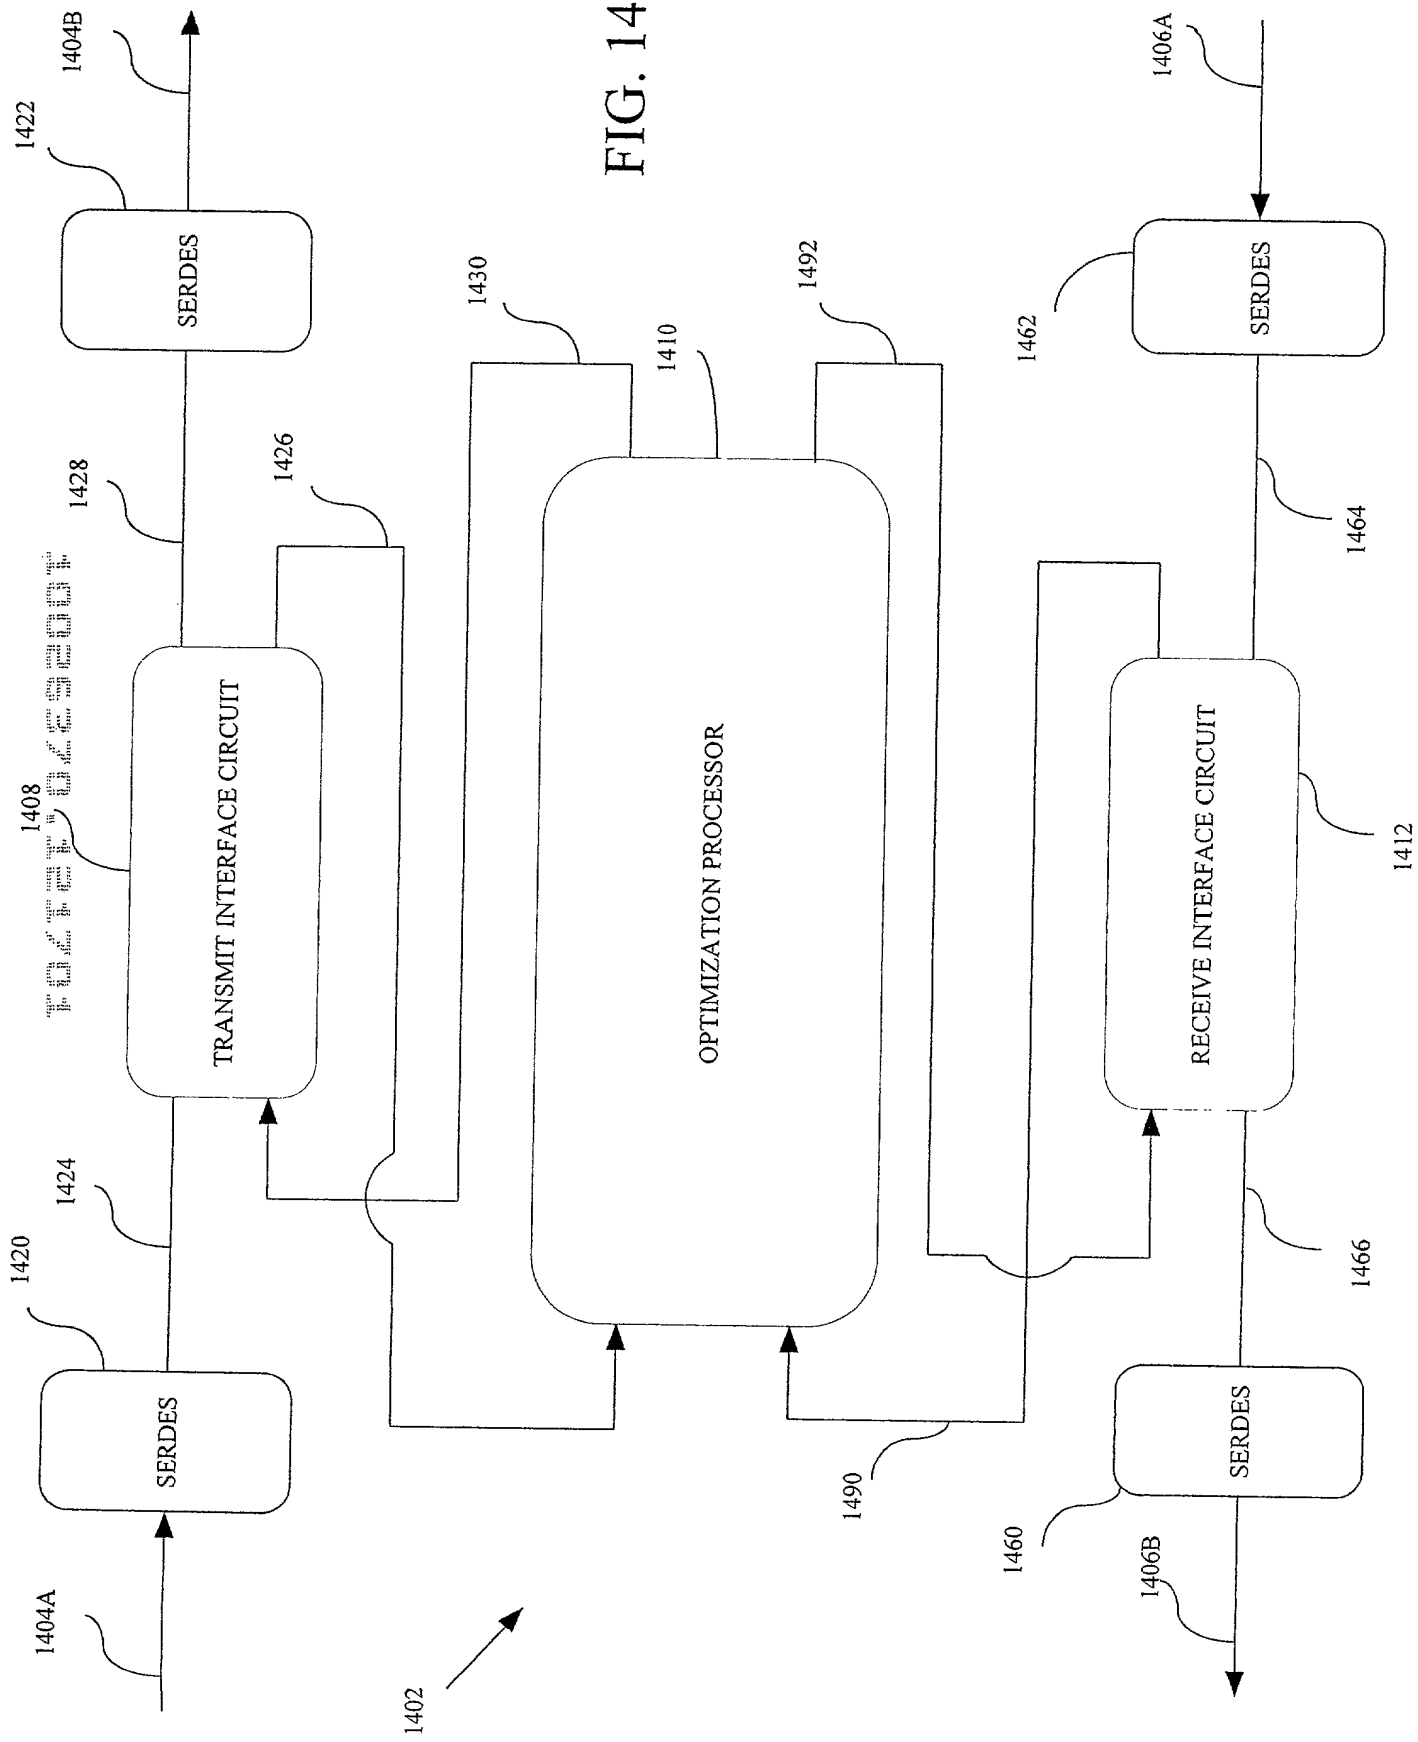 1404A
1420
SERDES
1424
1408
TRANSMIT INTERFACE CIRCUIT
1428
1422
SERDES
1404B
1426
1430
1410
OPTIMIZATION PROCESSOR
1492
1490
1402
FIG. 14
1406B
1460
SERDES
1466
RECEIVE INTERFACE CIRCUIT
1412
1464
1462
SERDES
1406A